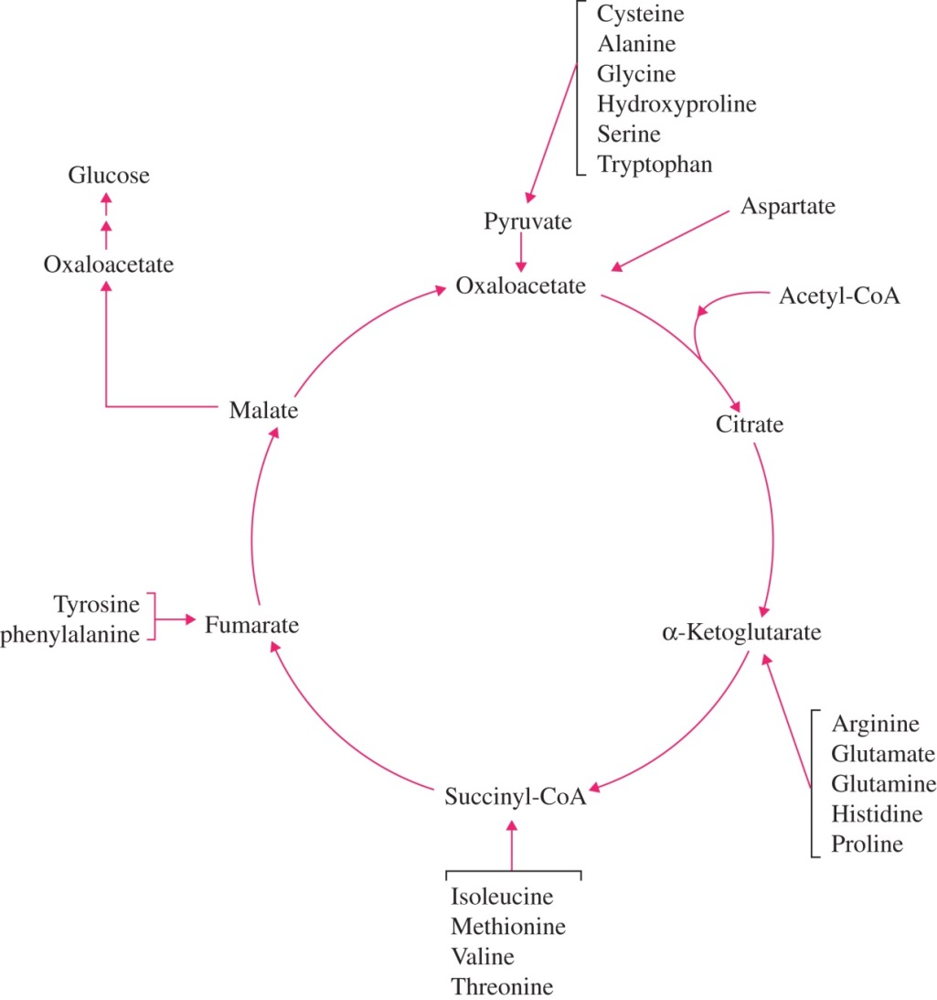 Cysteine
Alanine
Glycine
Hydroxyproline
Serine
Tryptophan
Glucose
Pyruvate
Aspartate
Oxaloacetate
Oxaloacetate
Acetyl-CoA
Malate
Citrate
Tyrosine
phenylalanine
Fumarate
α-Ketoglutarate
Arginine
Glutamate
Glutamine
Histidine
Proline
Succinyl-CoA
Isoleucine
Methionine
Valine
Threonine